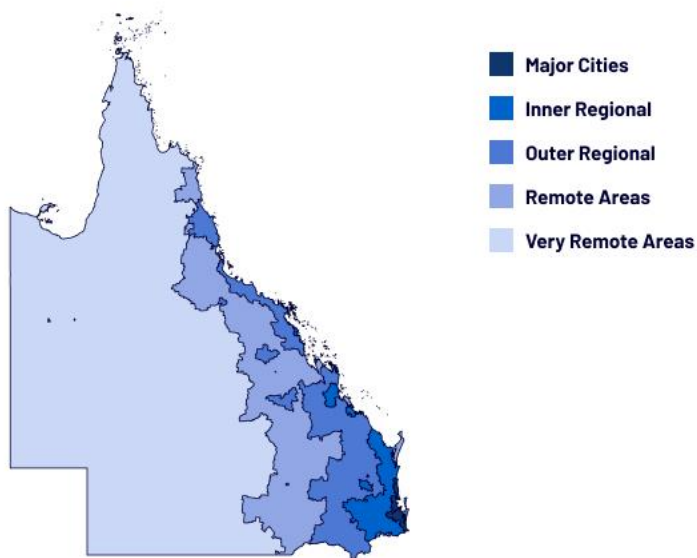 Major Cities
Inner Regional
Outer Regional
Remote Areas
Very Remote Areas